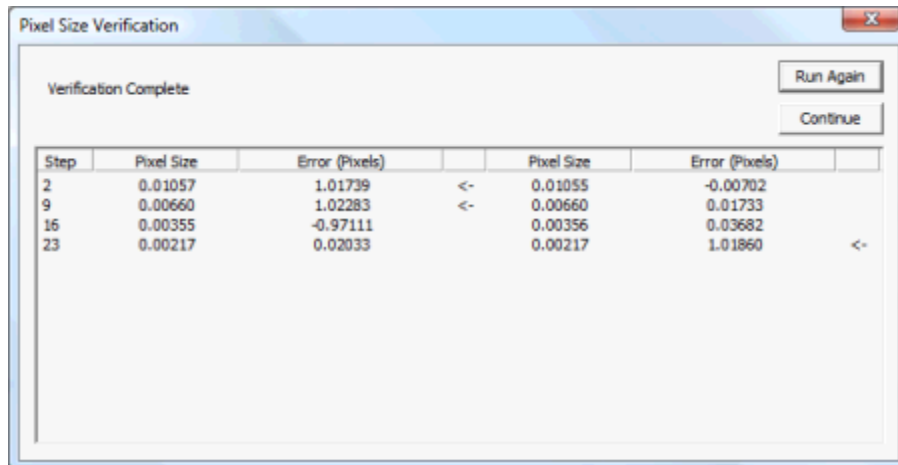 Pixel Size Verification
Run Again
Verification Complete
Continue
Step Pixel Size Error (Pixels) Pixel Size Error (Pixels)
2 0.01057 1.01739 <- 0.01055 -0.00702
9 0.00660 1.02283 <- 0.00660 0.01733
16 0.00355 -0.97111 0.00356 0.03682
23 0.00217 0.02033 0.00217 1.01860 <-